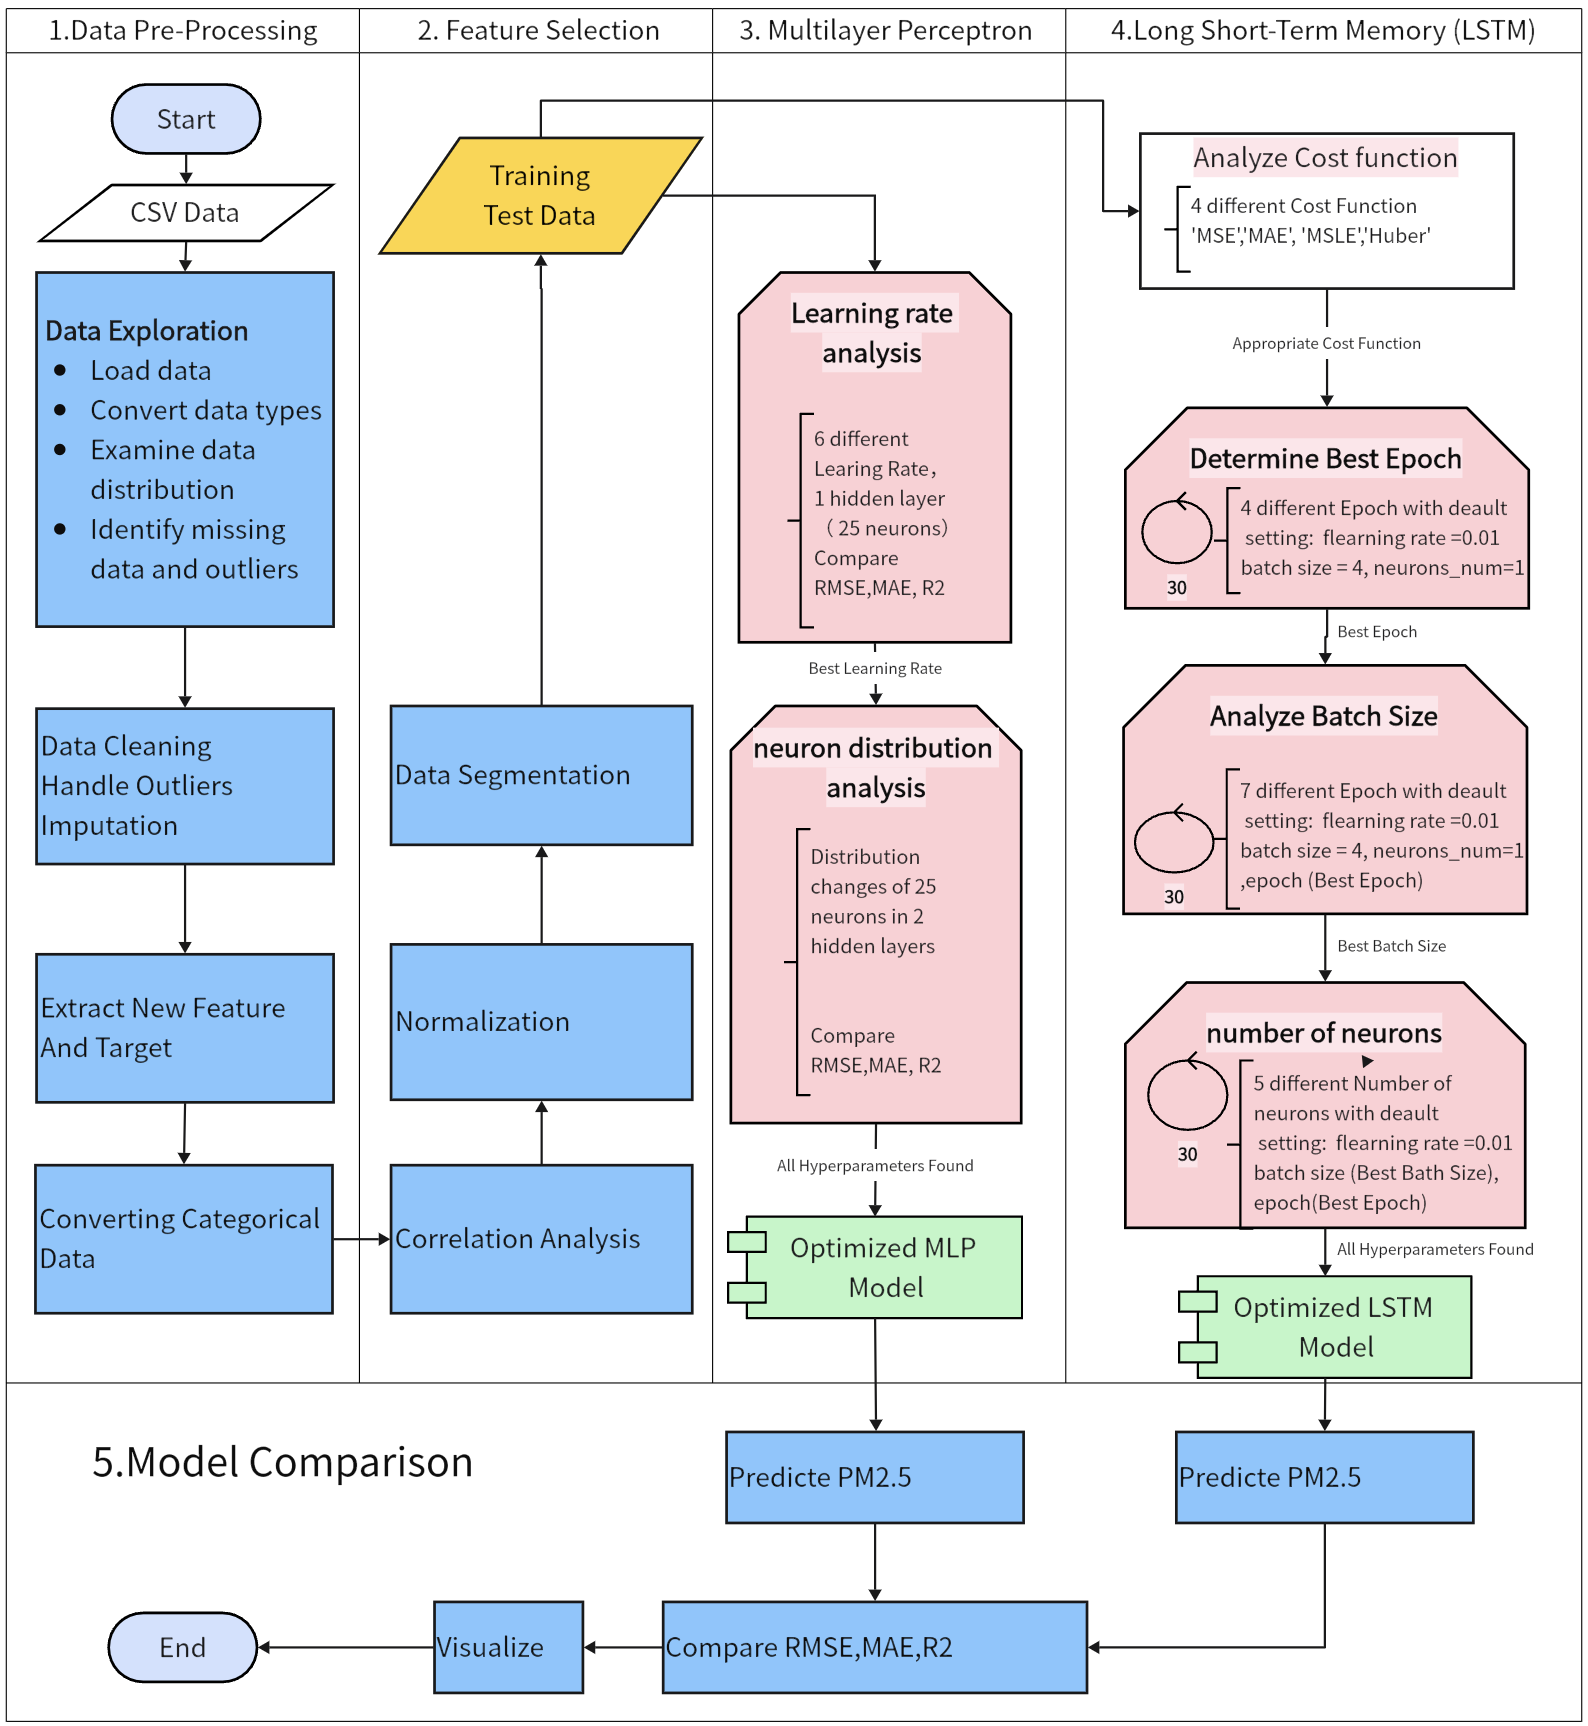 1.Data Pre-Processing
Start
CSV Data
Data Exploration
Load data
Convert data types
Examine data
distribution
Identify missing
data and outliers
Data Cleaning
Handle Outliers
Imputation
Extract New Feature
And Target
Converting Categorical
Data
2. Feature Selection
Training
Test Data
Data Segmentation
Normalization
Correlation Analysis
3. Multilayer Perceptron
Learning rate
analysis
6 different
Learing Rate，
1 hidden layer
（ 25 neurons）
Compare
RMSE,MAE, R2
Best Learning Rate
neuron distribution
analysis
Distribution
changes of 25
neurons in 2
hidden layers
Compare
RMSE,MAE, R2
All Hyperparameters Found
Optimized MLP
Model
4.Long Short-Term Memory (LSTM)
Analyze Cost function
4 different Cost Function
'MSE','MAE', 'MSLE','Huber'
Appropriate Cost Function
Determine Best Epoch
4 different Epoch with deault
setting: flearning rate =0.01
batch size = 4, neurons_num=1
30
Best Epoch
Analyze Batch Size
7 different Epoch with deault
setting: flearning rate =0.01
batch size = 4, neurons_num=1
,epoch (Best Epoch)
30
Best Batch Size
number of neurons
5 different Number of
neurons with deault
setting: flearning rate =0.01
batch size (Best Bath Size),
epoch(Best Epoch)
30
All Hyperparameters Found
Optimized LSTM
Model
5.Model Comparison
Predicte PM2.5
Predicte PM2.5
Compare RMSE,MAE,R2
Visualize
End